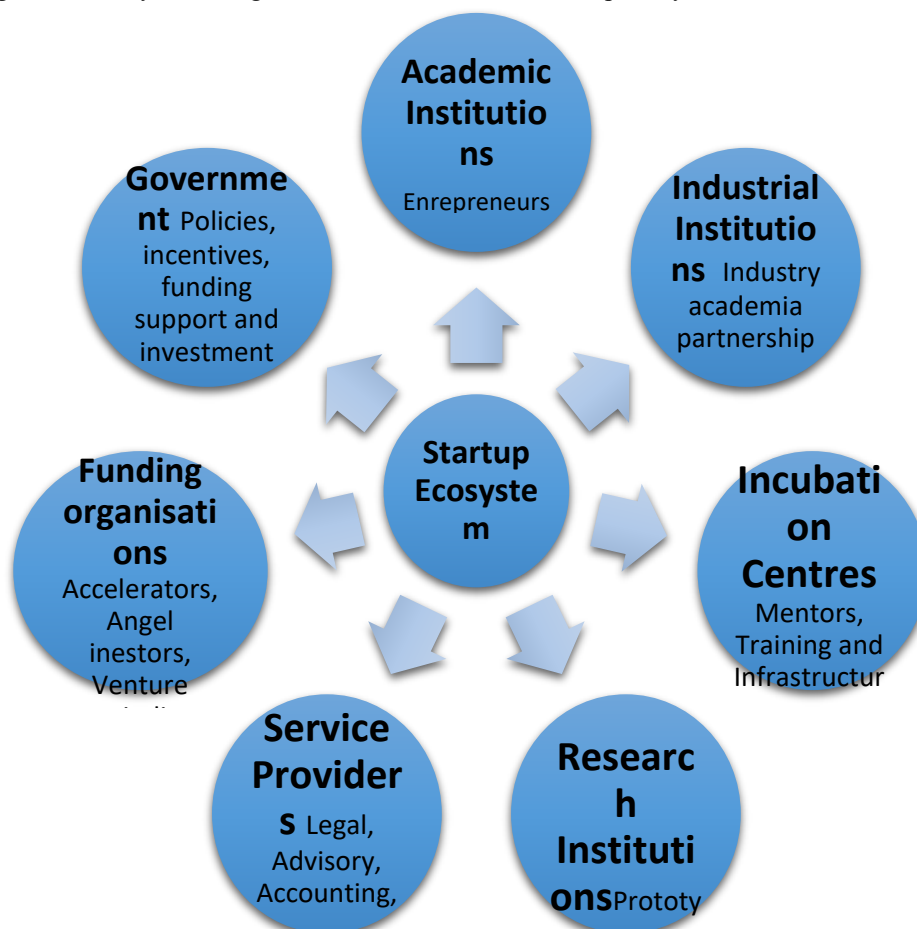 Academic
Institutio
ns
Enrepreneurs
Governme
nt Policies,
incentives,
funding
support and
investment
Industrial
Institutio
ns Industry
academia
partnership
Startup
Ecosyste
m
Funding
organisati
ons
Accelerators,
Angel
inestors,
Venture
Incubati
on
Centres
Mentors,
Training and
Infrastructur
Service
Provider
s Legal,
Advisory,
Accounting,
Researc
h
Instituti
onsPrototy